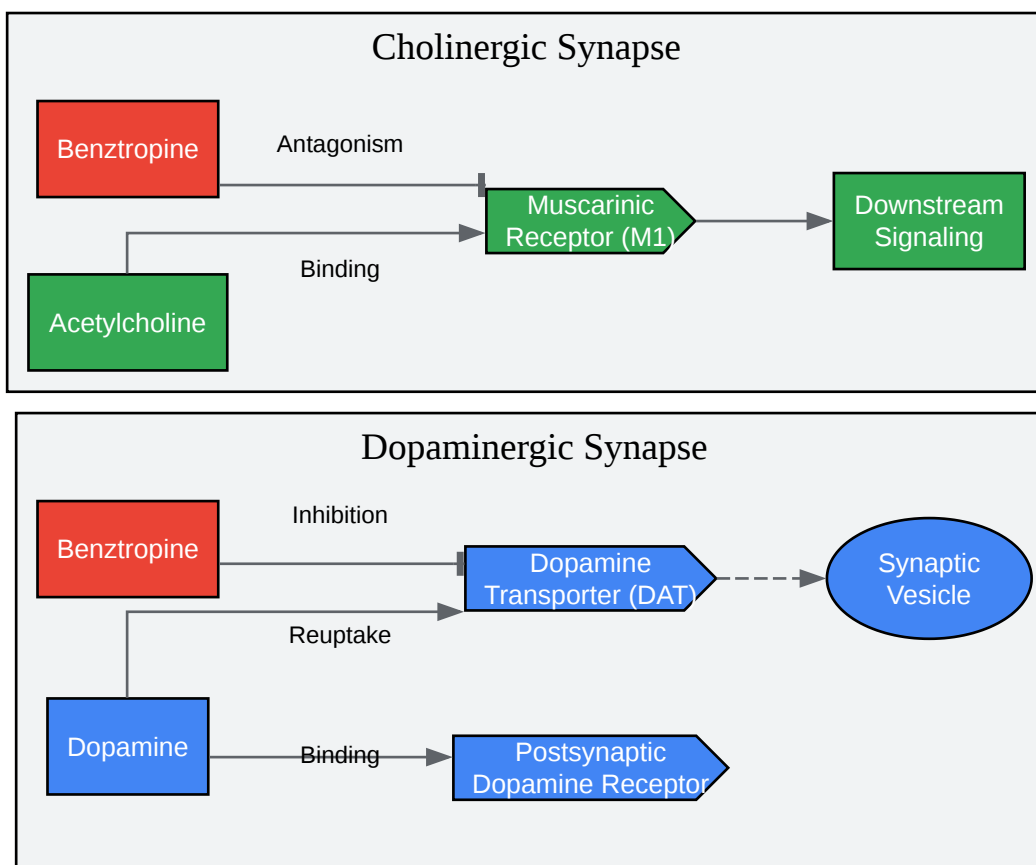 Cholinergic Synapse
Benztropine
Antagonism
Muscarinic
Receptor (M1)
Downstream
Signaling
Binding
Acetylcholine
Dopaminergic Synapse
Benztropine
Inhibition
Dopamine
Transporter (DAT)
Synaptic
Vesicle
Reuptake
Dopamine
Binding
Postsynaptic
Dopamine Receptor